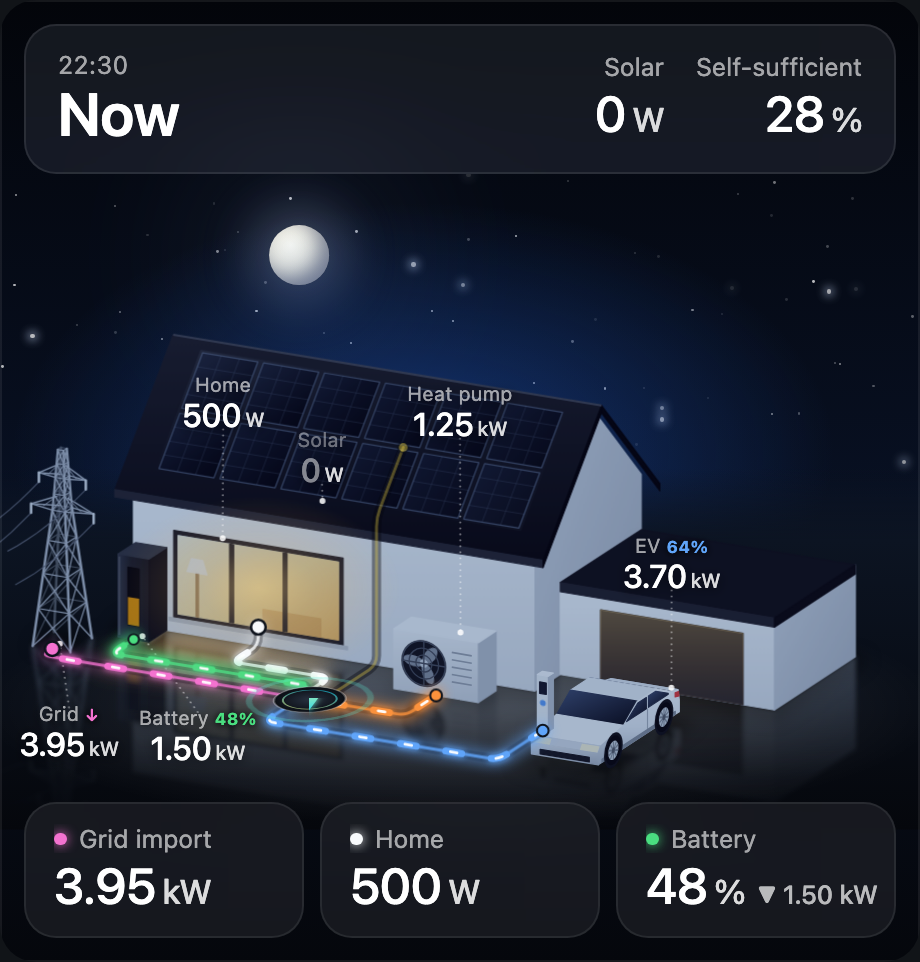 22:30
Now
Solar
0 W
Self-sufficient
28 %
Home
500 W
Heat pump
1.25 kW
Solar
0 W
EV 64%
3.70 kW
Grid ↓
3.95 kW
Battery 48%
1.50 kW
Grid import
3.95 kW
Home
500 W
Battery
48 % ▼ 1.50 kW